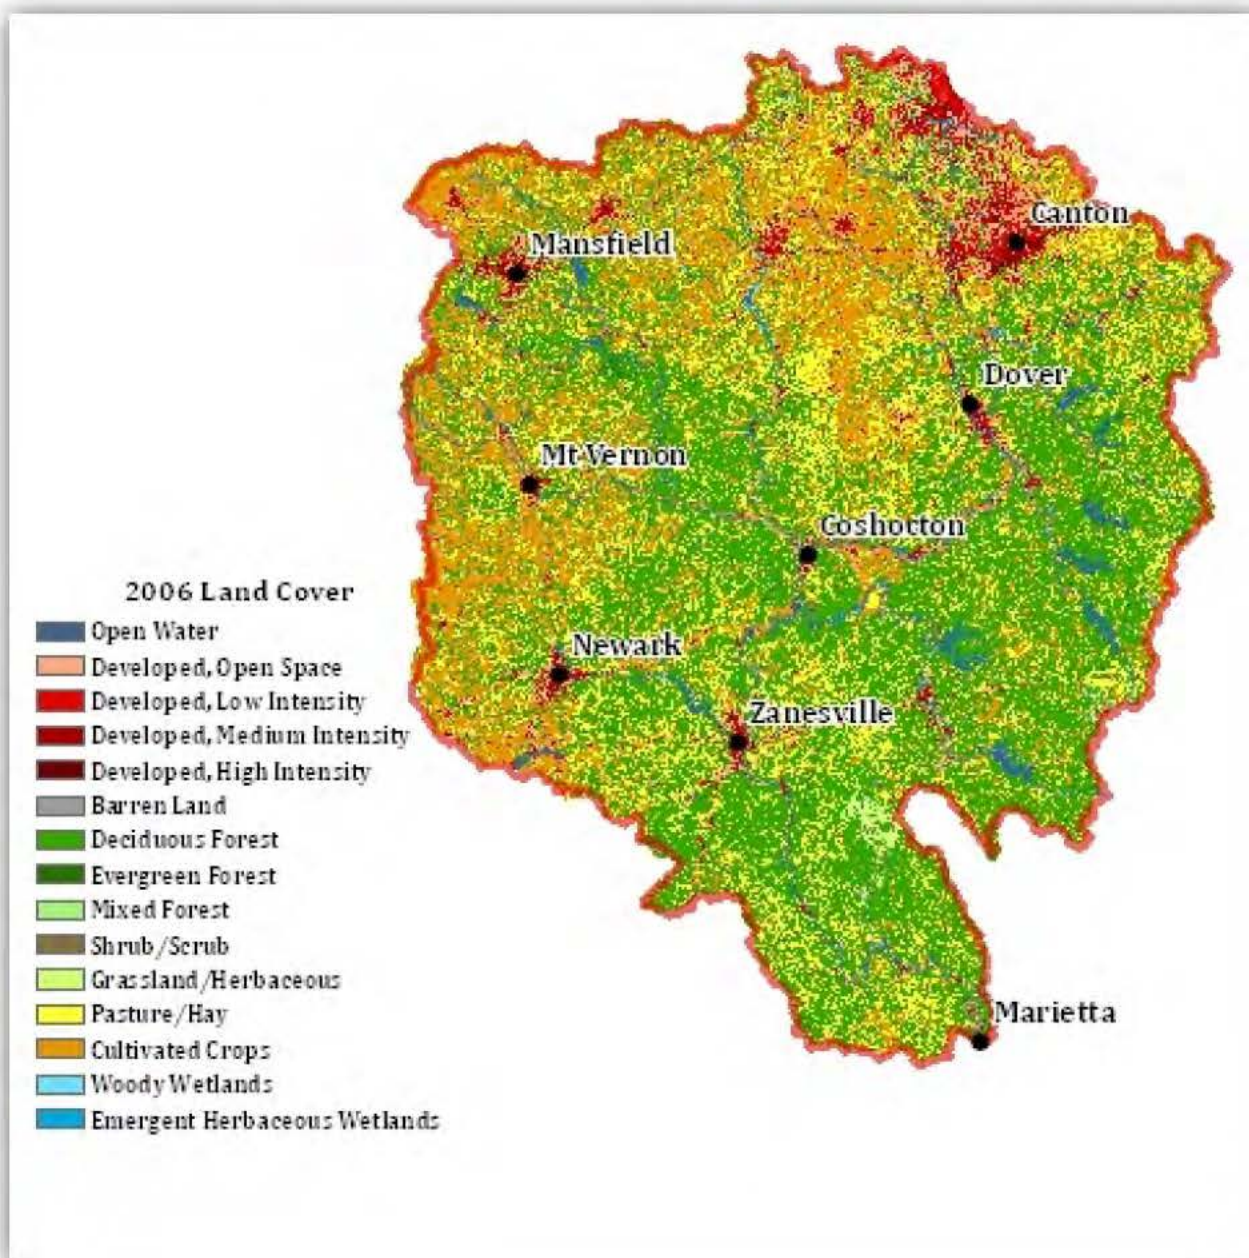 Canton
Mansfield
Dover
Mt Vernon
Coshocton
2006 Land Cover
Open Water
Newark
Developed, Open Space
Developed, Low Intensity
Zanesville
Developed, Medium Intensity
Developed, High Intensity
Barren Land
Deciduous Forest
Evergreen Forest
Mixed Forest
Shrub/Scrub
Grassland/Herbaceous
Pasture/Hay
Marietta
Cultivated Crops
Woody Wetlands
Emergent Herbaceous Wetlands